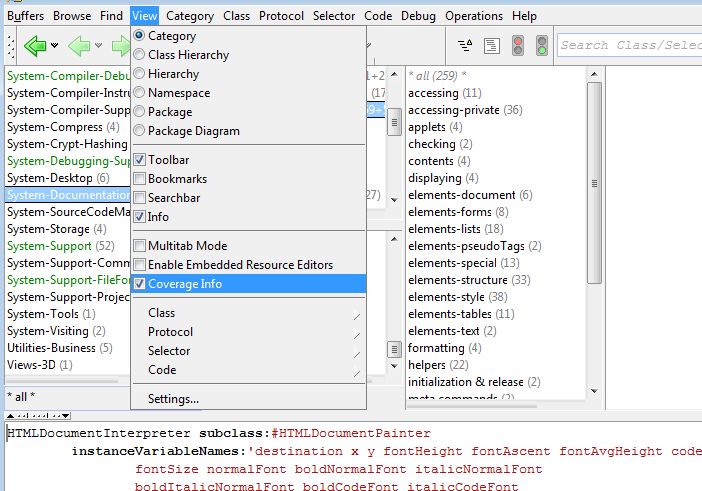 Buffers Browse Find View Category Class Protocol Selector Code Debug Operations Help
Search Class/Selec
Category
Class Hierarchy
Hierarchy
Namespace
Package
Package Diagram
Toolbar
Bookmarks
Searchbar
Info
Multitab Mode
Enable Embedded Resource Editors
Coverage Info
Class
Protocol
Selector
Code
Settings...
System-Compiler-Debu
System-Compiler-Instru
System-Compiler-Supp
System-Compress (4)
System-Crypt-Hashing
System-Debugging-Sup
System-Desktop (6)
System-Documentation
System-SourceCodeMa
System-Storage (4)
System-Support (52)
System-Support-Comm
System-Support-FileForm
System-Support-Project
System-Tools (1)
System-Visiting (2)
Utilities-Business (5)
Views-3D (1)
* all *
1+2
(17
9+
27)
* all (259) *
accessing (11)
accessing-private (36)
applets (4)
checking (2)
contents (4)
displaying (4)
elements-document (6)
elements-forms (8)
elements-lists (18)
elements-pseudoTags (2)
elements-special (13)
elements-structure (33)
elements-style (38)
elements-tables (11)
elements-text (2)
formatting (4)
helpers (22)
initialization & release (2)
meta commands (2)
HTMLDocumentInterpreter subclass:#HTMLDocumentPainter
instanceVariableNames:'destination x y fontHeight fontAscent fontAvgHeight code
fontSize normalFont boldNormalFont italicNormalFont
boldItalicNormalFont boldCodeFont italicCodeFont